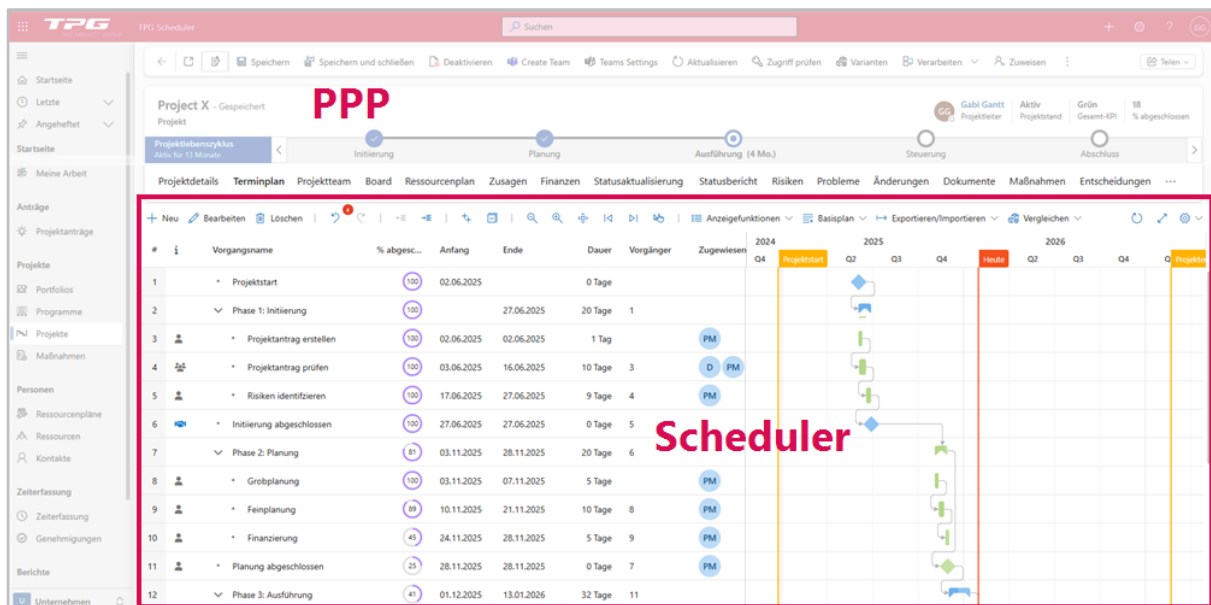 TPG TPG Scheduler Suchen GG
THE PROJECT GROUP
Startseite
Letzte
Angeheftet
Startseite
Meine Arbeit
Anträge
Projektanträge
Projekte
Portfolios
Programme
Projekte
Maßnahmen
Personen
Ressourcenpläne
Ressourcen
Kontakte
Zeiterfassung
Zeiterfassung
Genehmigungen
Berichte
U Unternehmen
Speichern Speichern und schließen Deaktivieren Create Team Teams Settings Aktualisieren Zugriff prüfen Varianten Verarbeiten Zuweisen Teilen
Project X - Gespeichert
Projekt
PPP
GG Gabi Gantt Aktiv Grün 18
Projektleiter Projektstand Gesamt-KPI % abgeschlossen
Projektlebenszyklus
Aktiv für 13 Monate
Initiierung Planung Ausführung (4 Mo.) Steuerung Abschluss
Projektdetails Terminplan Projektteam Board Ressourcenplan Zusagen Finanzen Statusaktualisierung Statusbericht Risiken Probleme Änderungen Dokumente Maßnahmen Entscheidungen ...
Neu Bearbeiten Löschen Anzeigefunktionen Basisplan Exportieren/Importieren Vergleichen
# i Vorgangsname % abgesc... Anfang Ende Dauer Vorgänger Zugewiesen
2024 2025 2026
Q4 Projektstart Q2 Q3 Q4 Heute Q2 Q3 Q4 Q Projekte
1 Projektstart 100 02.06.2025 0 Tage
2 Phase 1: Initiierung 100 27.06.2025 20 Tage 1
3 Projektantrag erstellen 100 02.06.2025 02.06.2025 1 Tag PM
4 Projektantrag prüfen 100 03.06.2025 16.06.2025 10 Tage 3 D PM
5 Risiken identifzieren 100 17.06.2025 27.06.2025 9 Tage 4 PM
6 Initiierung abgeschlossen 100 27.06.2025 27.06.2025 0 Tage 5
Scheduler
7 Phase 2: Planung 81 03.11.2025 28.11.2025 20 Tage 6
8 Grobplanung 100 03.11.2025 07.11.2025 5 Tage PM
9 Feinplanung 89 10.11.2025 21.11.2025 10 Tage 8 PM
10 Finanzierung 45 24.11.2025 28.11.2025 5 Tage 9 PM
11 Planung abgeschlossen 25 28.11.2025 28.11.2025 0 Tage 7 PM
12 Phase 3: Ausführung 41 01.12.2025 13.01.2026 32 Tage 11